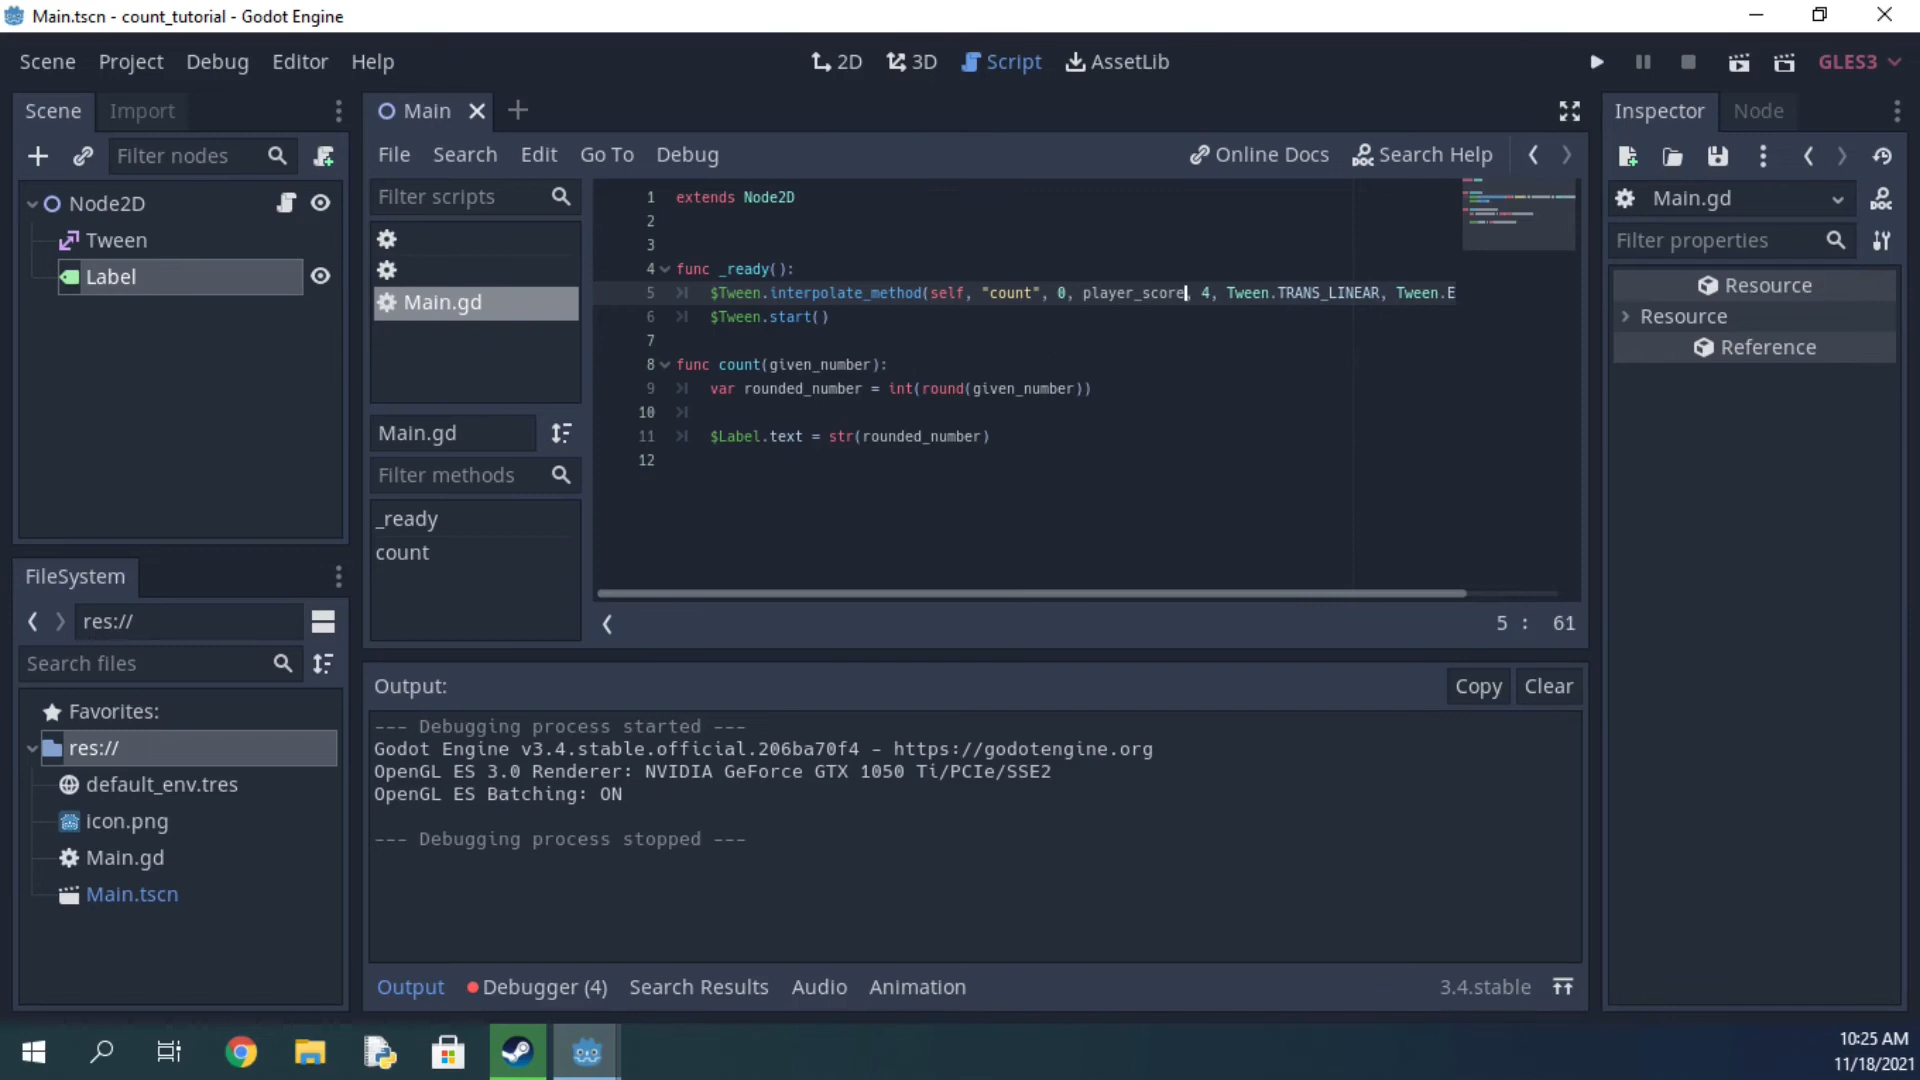 Main.tscn - count_tutorial - Godot Engine
Scene Project Debug Editor Help
2D 3D Script AssetLib
GLES3
Scene Import
Filter nodes
Node2D
Tween
Label
FileSystem
res://
Search files
Favorites:
res://
default_env.tres
icon.png
Main.gd
Main.tscn
Main
File Search Edit Go To Debug
Online Docs Search Help
Filter scripts
Main.gd
Main.gd
Filter methods
_ready
count
1 extends Node2D
2
3
4 func _ready():
5 $Tween.interpolate_method(self, "count", 0, player_score, 4, Tween.TRANS_LINEAR, Tween.E
6 $Tween.start()
7
8 func count(given_number):
9 var rounded_number = int(round(given_number))
10
11 $Label.text = str(rounded_number)
12
5 : 61
Output:
Copy Clear
--- Debugging process started ---
Godot Engine v3.4.stable.official.206ba70f4 - https://godotengine.org
OpenGL ES 3.0 Renderer: NVIDIA GeForce GTX 1050 Ti/PCIe/SSE2
OpenGL ES Batching: ON
--- Debugging process stopped ---
Output Debugger (4) Search Results Audio Animation
3.4.stable
Inspector Node
Main.gd
Filter properties
Resource
Resource
Reference
10:25 AM
11/18/2021